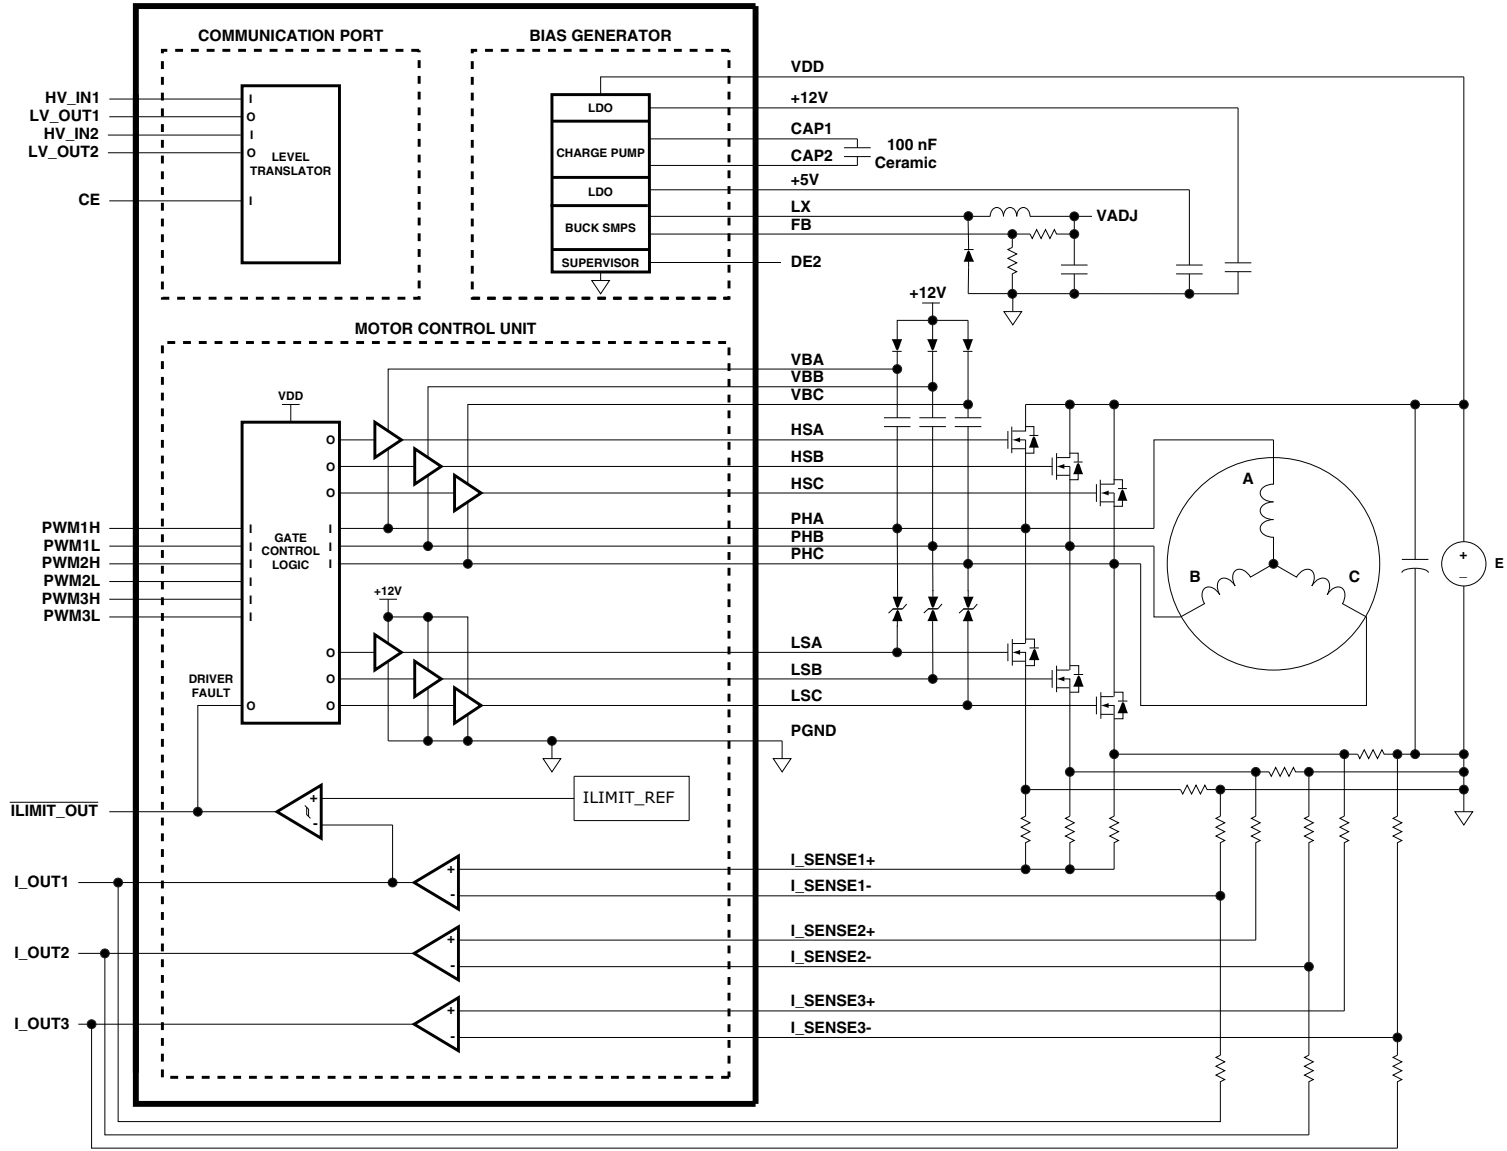 COMMUNICATION PORT
HV_IN1
LV_OUT1
HV_IN2
LV_OUT2
CE
I
O
I
O
I
LEVEL
TRANSLATOR
BIAS GENERATOR
LDO
CHARGE PUMP
LDO
BUCK SMPS
SUPERVISOR
VDD
+12V
CAP1
CAP2
100 nF
Ceramic
+5V
LX
FB
VADJ
DE2
+12V
MOTOR CONTROL UNIT
VDD
VBA
VBB
VBC
HSA
HSB
HSC
PHA
PHB
PHC
O
O
O
PWM1H
PWM1L
PWM2H
PWM2L
PWM3H
PWM3L
I
I
I
I
I
I
GATE
CONTROL
LOGIC
I
I
I
+12V
O
O
O
LSA
LSB
LSC
PGND
DRIVER
FAULT
O
A
B
C
+
–
E
ILIMIT_OUT
+
-
ILIMIT_REF
I_OUT1
+
-
I_SENSE1+
I_SENSE1-
I_OUT2
+
-
I_SENSE2+
I_SENSE2-
I_OUT3
+
-
I_SENSE3+
I_SENSE3-